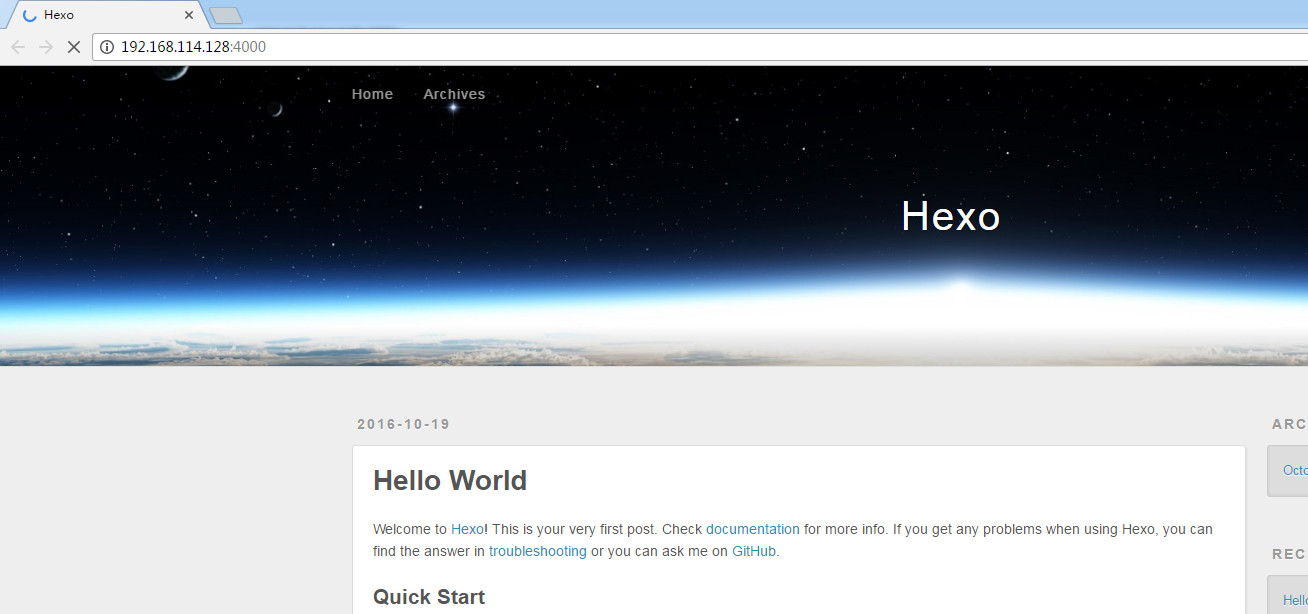 Hexo
192.168.114.128:4000
Home Archives
Hexo
2016-10-19
Hello World
Welcome to Hexo! This is your very first post. Check documentation for more info. If you get any problems when using Hexo, you can
find the answer in troubleshooting or you can ask me on GitHub.
Quick Start
ARC
Octo
REC
Hello